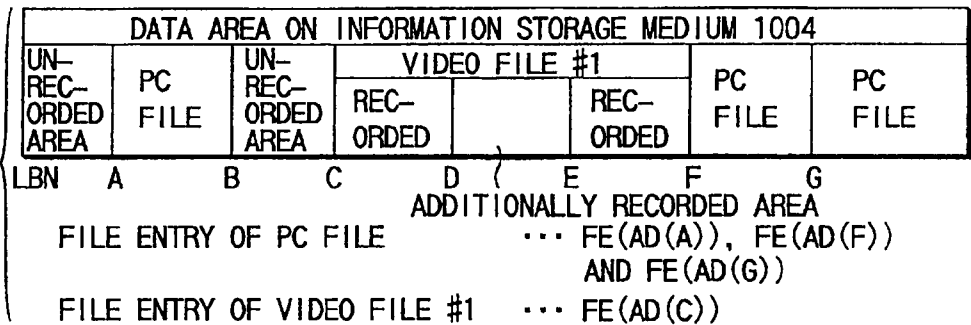 DATA AREA ON INFORMATION STORAGE MEDIUM 1004
UN-
REC-
ORDED
AREA
PC
FILE
UN-
REC-
ORDED
AREA
VIDEO FILE #1
REC-
ORDED
REC-
ORDED
PC
FILE
PC
FILE
LBN A B C D E F G
ADDITIONALLY RECORDED AREA
FILE ENTRY OF PC FILE ··· FE(AD(A)), FE(AD(F))
AND FE(AD(G))
FILE ENTRY OF VIDEO FILE #1 ··· FE(AD(C))